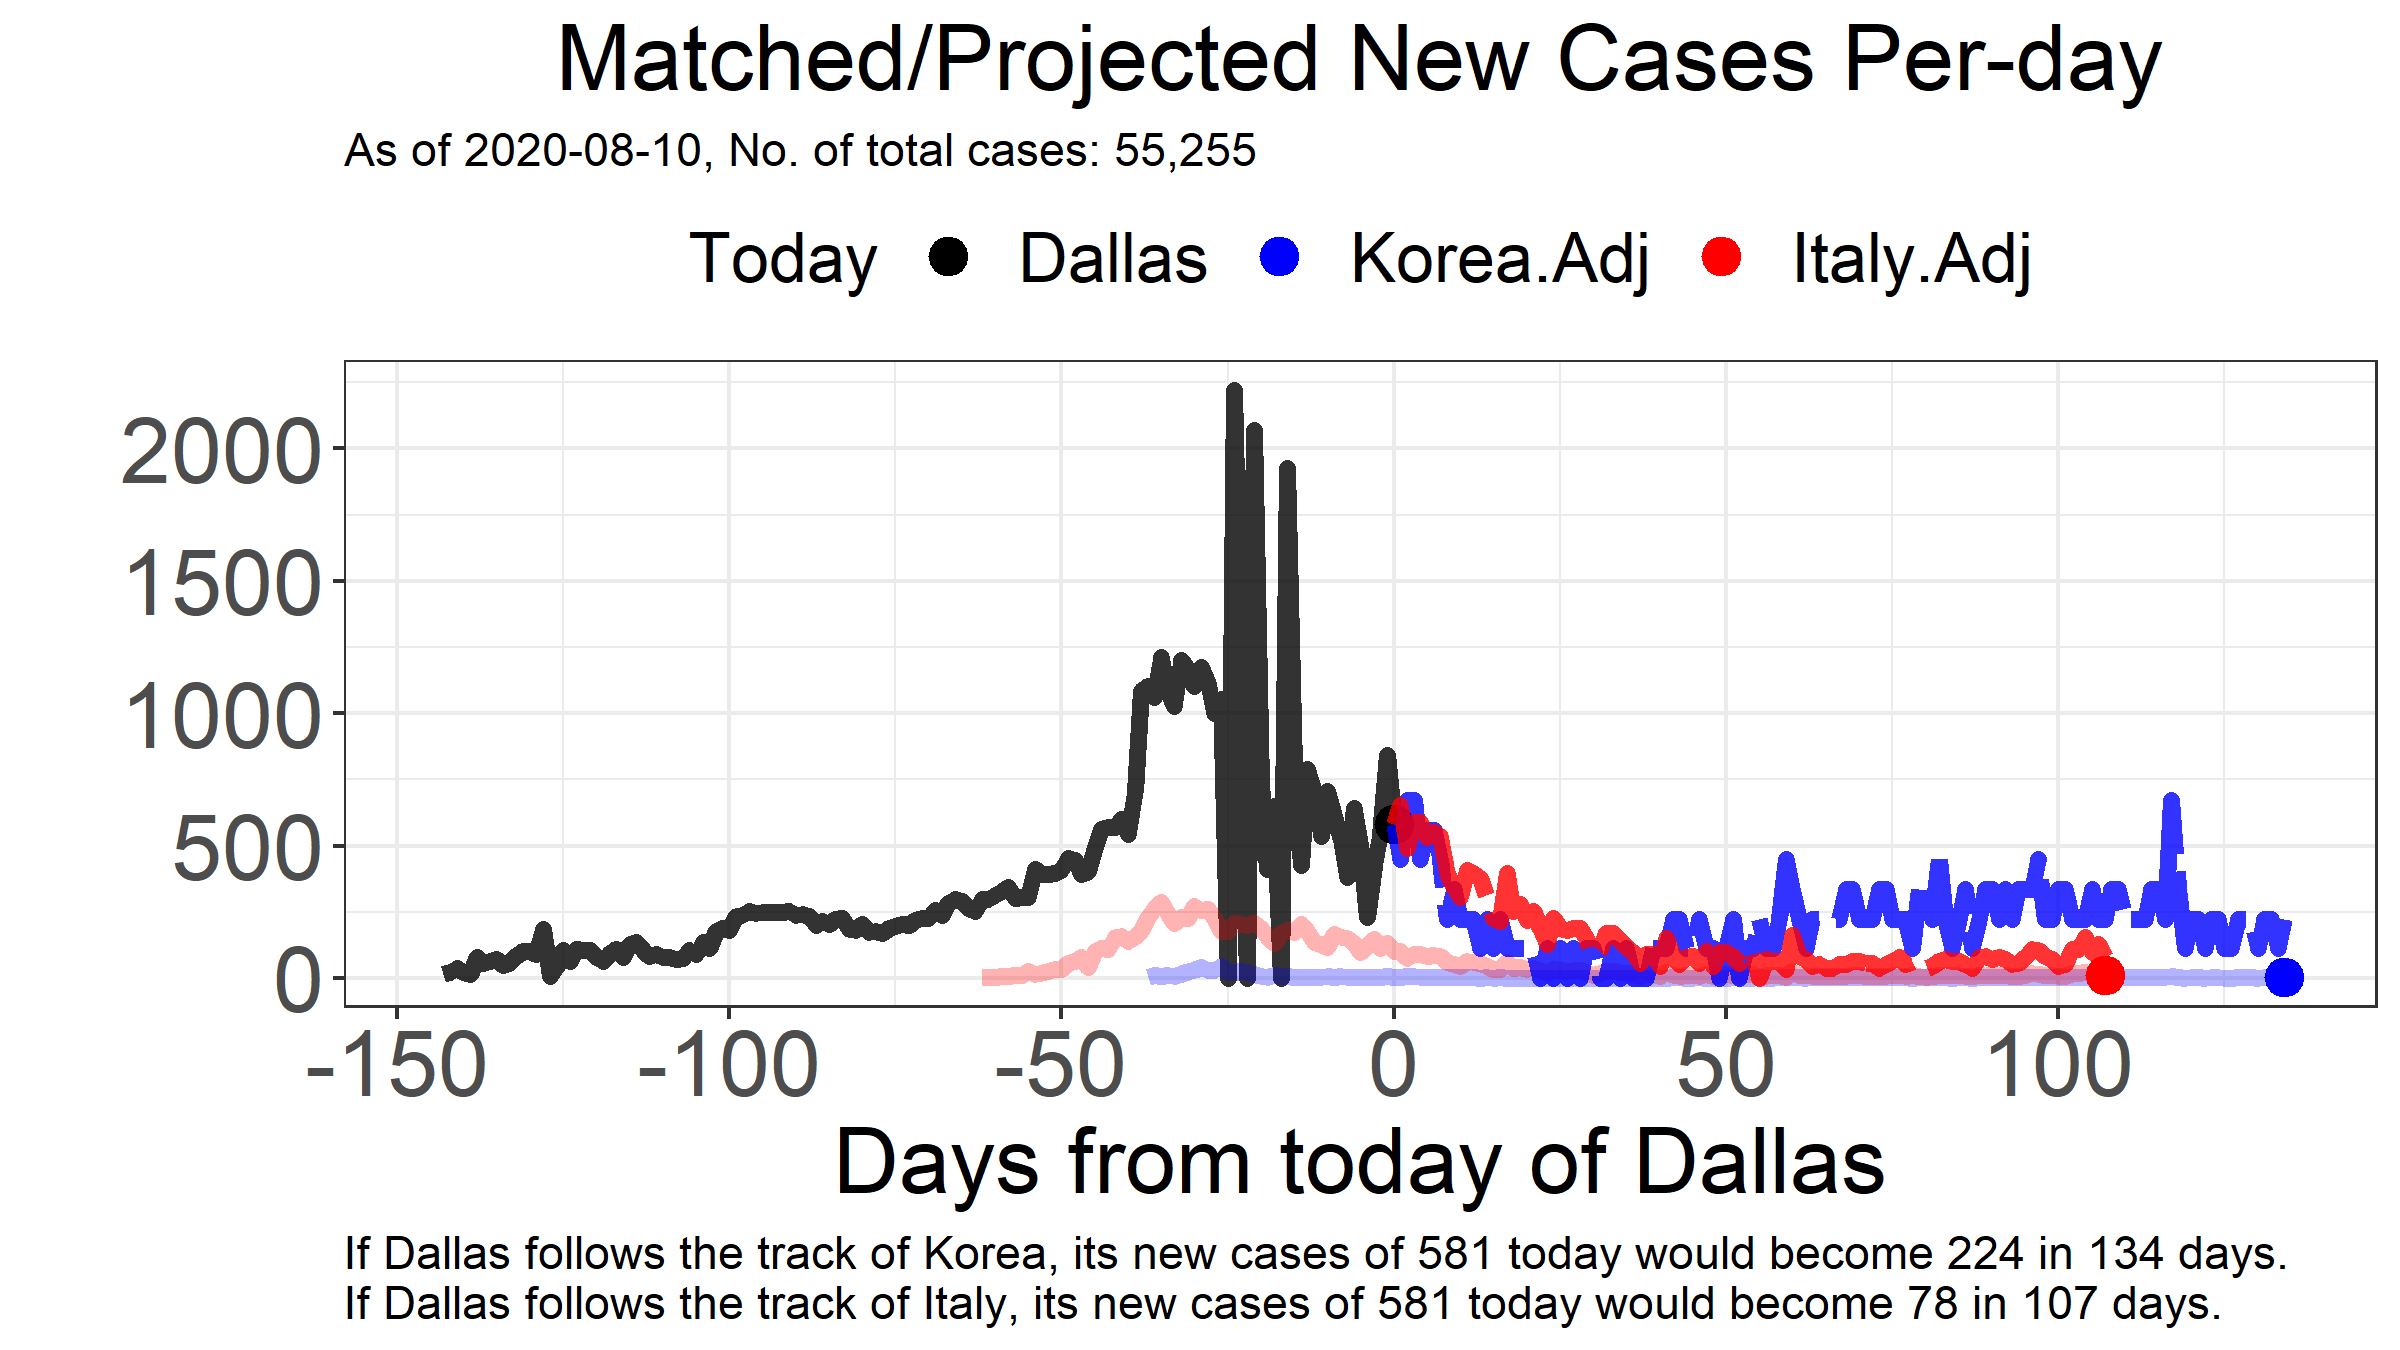 Matched/Projected New Cases Per-day
As of 2020-08-10, No. of total cases: 55,255
Today Dallas Korea.Adj Italy.Adj
2000
1500
1000
500
0
-150 -100 -50 0 50 100
Days from today of Dallas
If Dallas follows the track of Korea, its new cases of 581 today would become 224 in 134 days.
If Dallas follows the track of Italy, its new cases of 581 today would become 78 in 107 days.